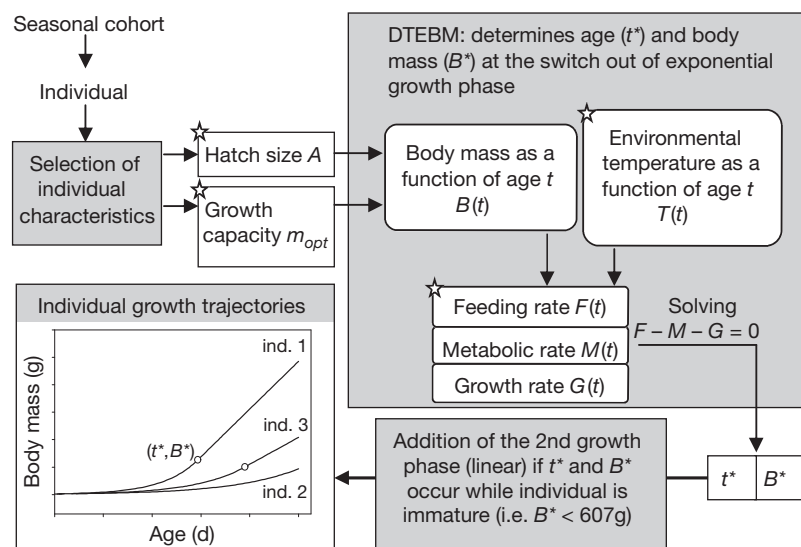 Seasonal cohort
Individual
Selection of
individual
characteristics
Hatch size A
Growth
capacity m_opt
DTEBM: determines age (t*) and body
mass (B*) at the switch out of exponential
growth phase
Body mass as a
function of age t
B(t)
Environmental
temperature as a
function of age t
T(t)
Feeding rate F(t)
Metabolic rate M(t)
Growth rate G(t)
Solving
F – M – G = 0
t* B*
Addition of the 2nd growth
phase (linear) if t* and B*
occur while individual is
immature (i.e. B* < 607g)
Individual growth trajectories
Body mass (g)
ind. 1
ind. 3
(t*, B*)
ind. 2
Age (d)